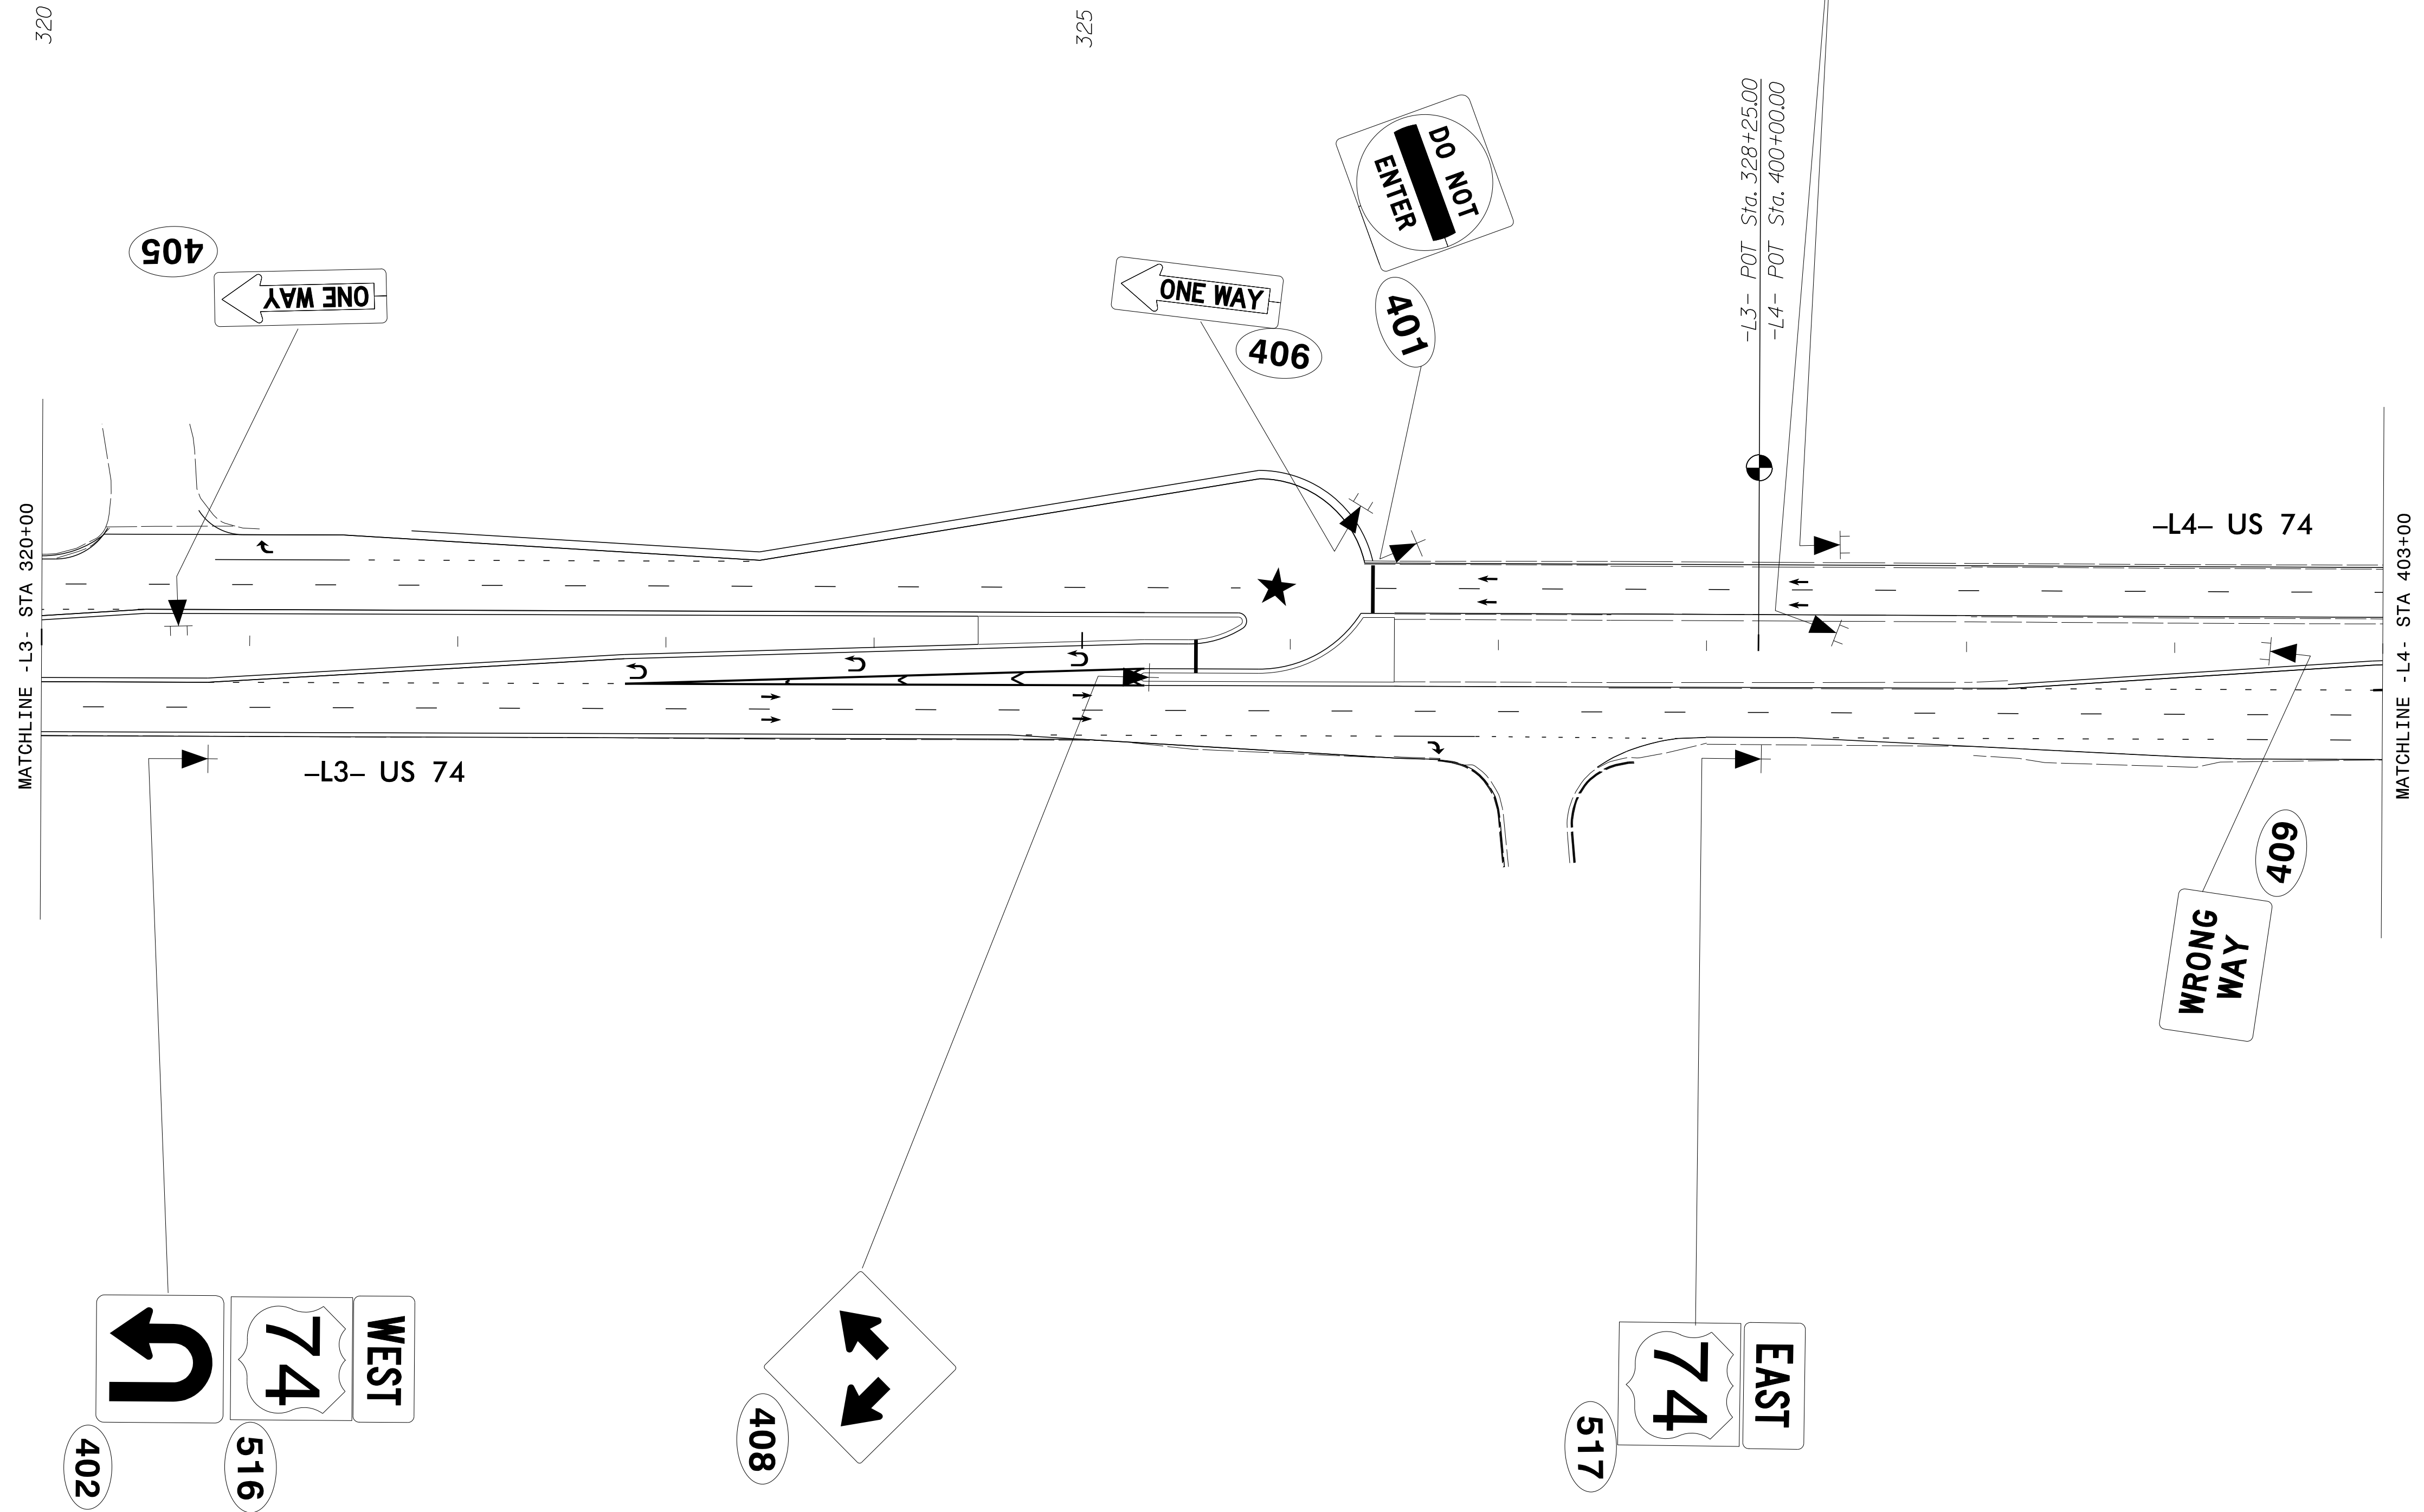 320
325
-L3- POT Sta. 328+25.00
-L4- POT Sta. 400+00.00
DO NOT
ENTER
401
405
ONE WAY
ONE WAY
406
-L4- US 74
MATCHLINE -L3- STA 320+00
MATCHLINE -L4- STA 403+00
-L3- US 74
409
WRONG
WAY
WEST
74
402
516
408
EAST
74
517